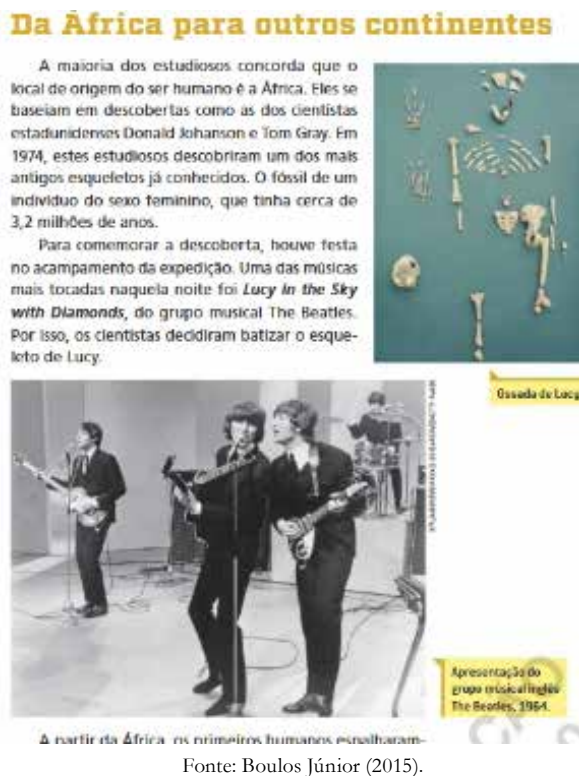 Da África para outros continentes
A maioria dos estudiosos concorda que o
local de origem do ser humano é a África. Eles se
baseiam em descobertas como as dos cientistas
estadunidenses Donald Johanson e Tom Gray. Em
1974, estes estudiosos descobriram um dos mais
antigos esqueletos já conhecidos. O fóssil de um
indivíduo do sexo feminino, que tinha cerca de
3,2 milhões de anos.
Para comemorar a descoberta, houve festa
no acampamento da expedição. Uma das músicas
mais tocadas naquela noite foi Lucy in the Sky
with Diamonds, do grupo musical The Beatles.
Por isso, os cientistas decidiram batizar o esque-
leto de Lucy.
Ossada de Lucy
Apresentação do
grupo musical inglês
The Beatles, 1964.
A partir da África, os primeiros humanos espalharam-
Fonte: Boulos Júnior (2015).